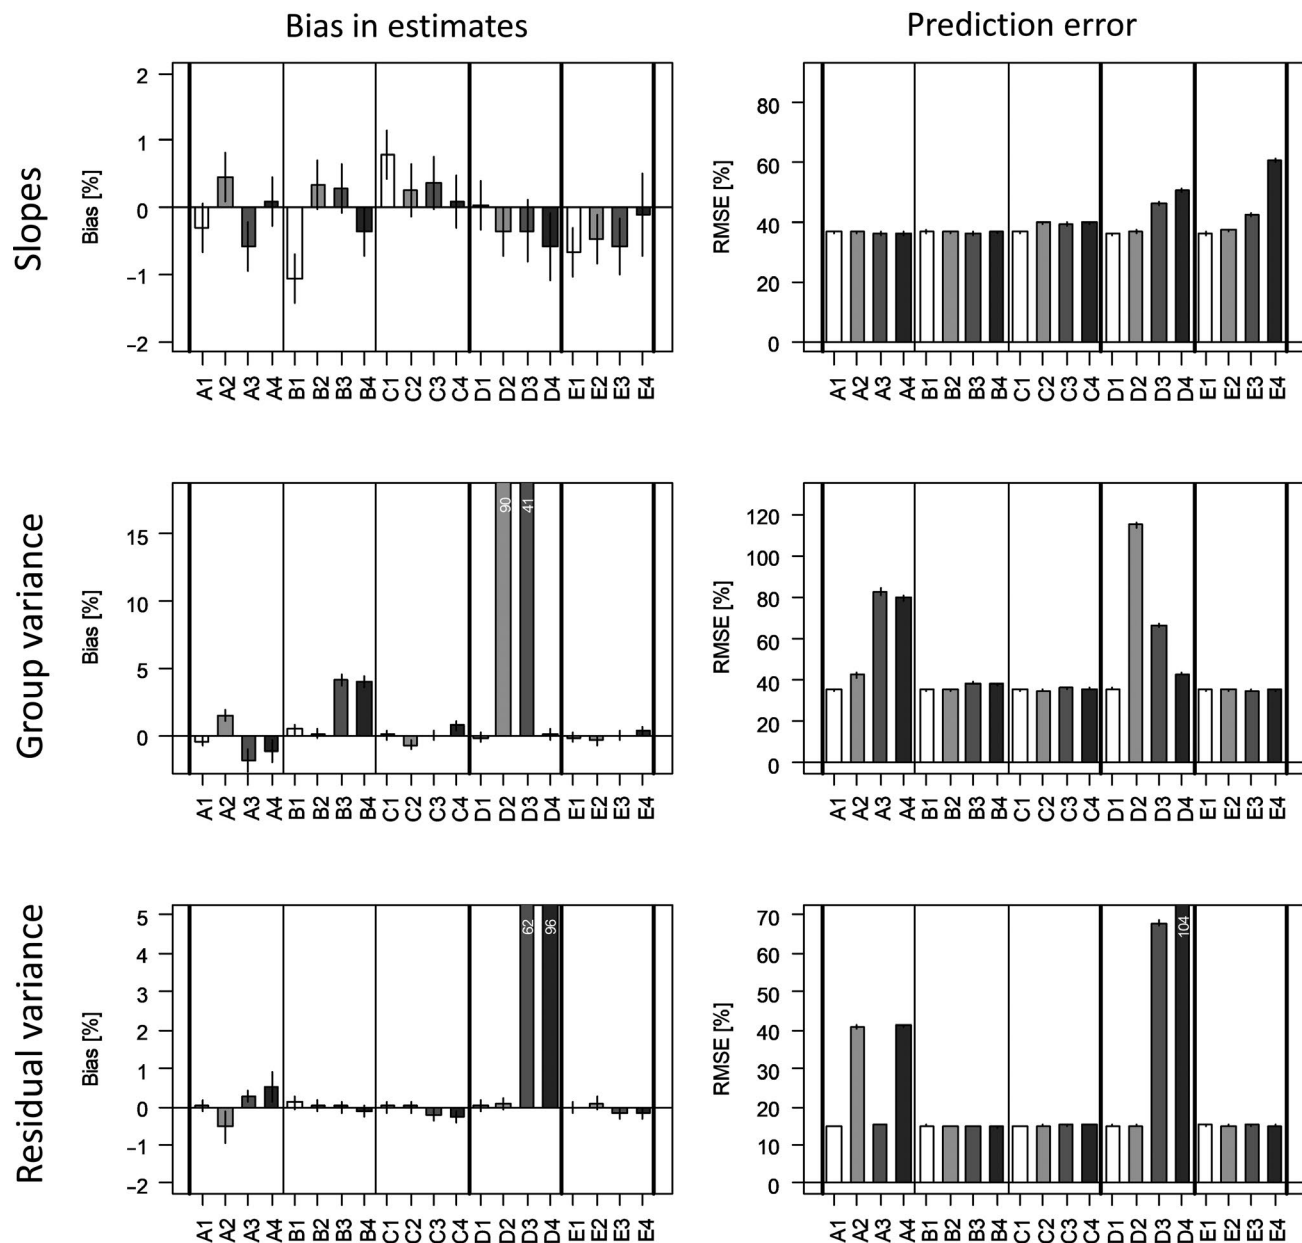 Bias in estimates
Prediction error
Slopes
Bias [%]
2
1
0
−1
−2
A1 A2 A3 A4 B1 B2 B3 B4 C1 C2 C3 C4 D1 D2 D3 D4 E1 E2 E3 E4
RMSE [%]
80
60
40
20
0
A1 A2 A3 A4 B1 B2 B3 B4 C1 C2 C3 C4 D1 D2 D3 D4 E1 E2 E3 E4
Group variance
Bias [%]
15
10
5
0
90
41
A1 A2 A3 A4 B1 B2 B3 B4 C1 C2 C3 C4 D1 D2 D3 D4 E1 E2 E3 E4
RMSE [%]
120
100
80
60
40
20
0
A1 A2 A3 A4 B1 B2 B3 B4 C1 C2 C3 C4 D1 D2 D3 D4 E1 E2 E3 E4
Residual variance
Bias [%]
5
4
3
2
1
0
−1
−2
62
96
A1 A2 A3 A4 B1 B2 B3 B4 C1 C2 C3 C4 D1 D2 D3 D4 E1 E2 E3 E4
RMSE [%]
70
60
50
40
30
20
10
0
104
A1 A2 A3 A4 B1 B2 B3 B4 C1 C2 C3 C4 D1 D2 D3 D4 E1 E2 E3 E4